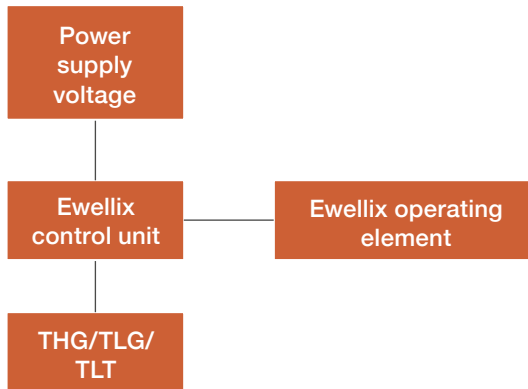 Power
supply
voltage
Ewellix
control unit
Ewellix operating
element
THG/TLG/
TLT